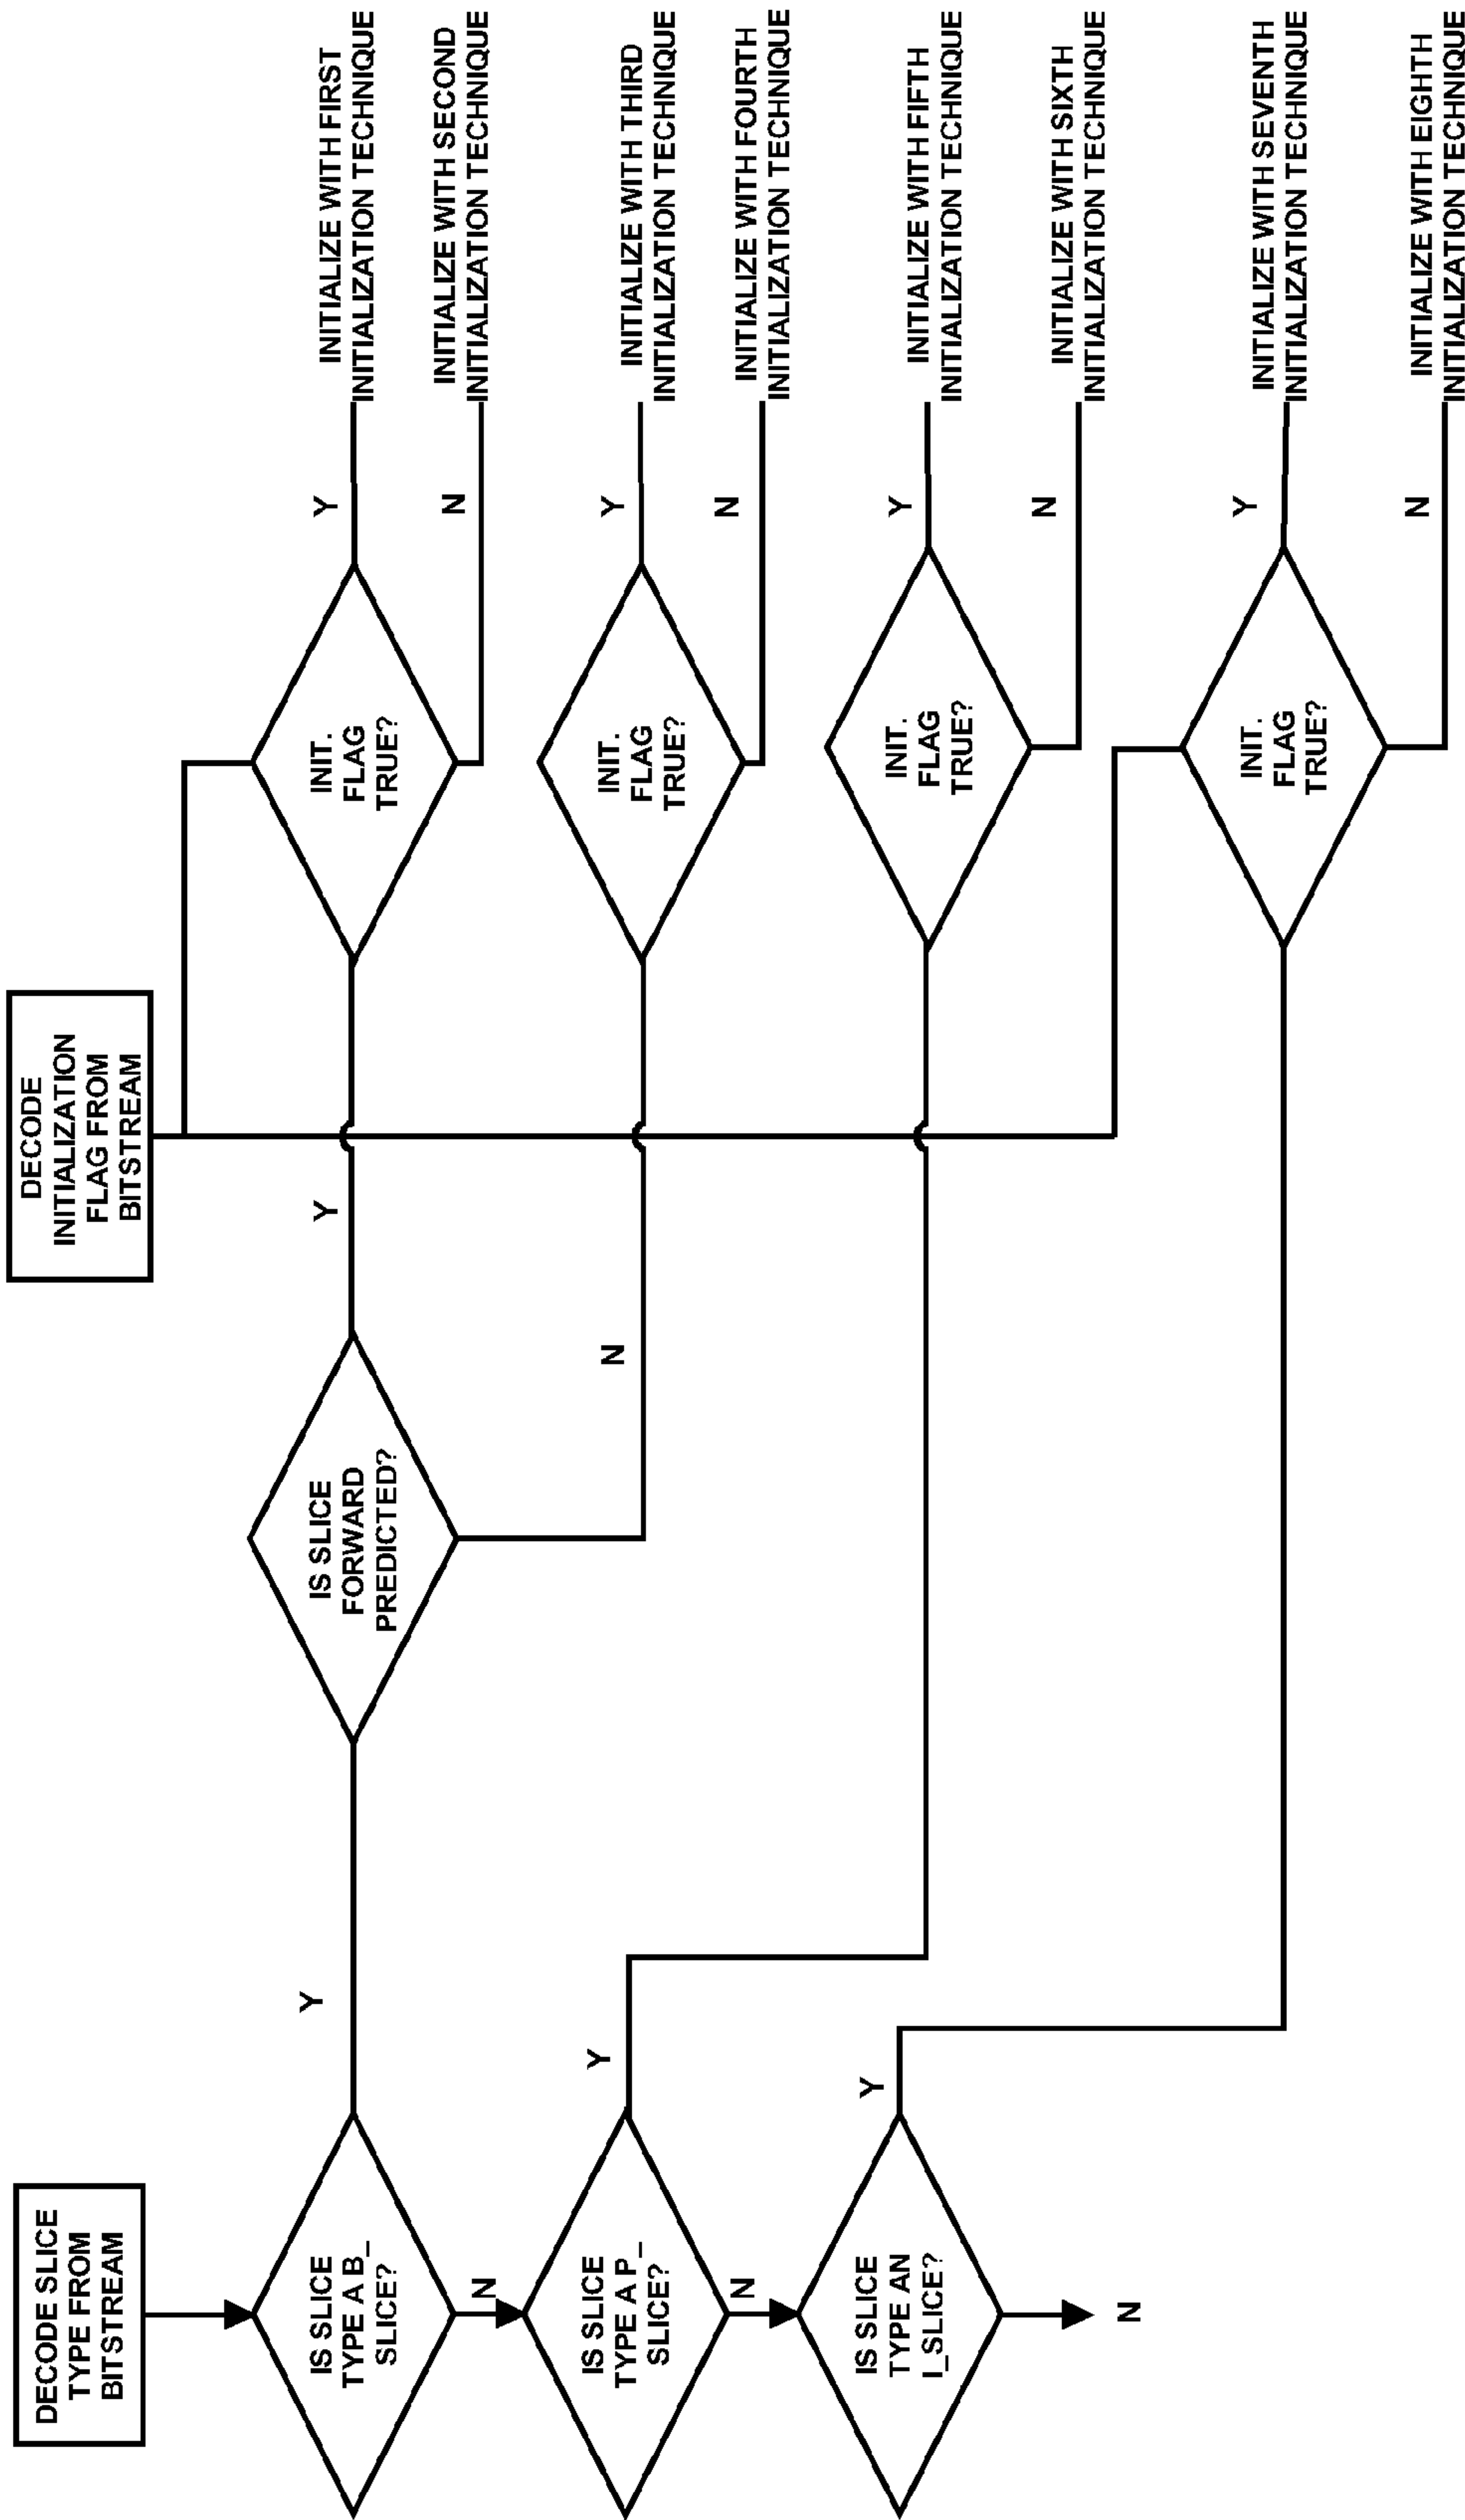 DECODE SLICE
TYPE FROM
BITSTREAM
DECODE
INITIALIZATION
FLAG FROM
BITSTREAM
IS SLICE
TYPE A B_
SLICE?
Y
IS SLICE
FORWARD
PREDICTED?
Y
INIT.
FLAG
TRUE?
Y
INITIALIZE WITH FIRST
INITIALIZATION TECHNIQUE
N
INITIALIZE WITH SECOND
INITIALIZATION TECHNIQUE
N
N
IS SLICE
TYPE A P_
SLICE?
Y
INIT.
FLAG
TRUE?
Y
INITIALIZE WITH THIRD
INITIALIZATION TECHNIQUE
N
INITIALIZE WITH FOURTH
INITIALIZATION TECHNIQUE
N
IS SLICE
TYPE AN
I_SLICE?
Y
INIT.
FLAG
TRUE?
Y
INITIALIZE WITH FIFTH
INITIALIZATION TECHNIQUE
N
INITIALIZE WITH SIXTH
INITIALIZATION TECHNIQUE
N
INIT.
FLAG
TRUE?
Y
INITIALIZE WITH SEVENTH
INITIALIZATION TECHNIQUE
N
INITIALIZE WITH EIGHTH
INITIALIZATION TECHNIQUE